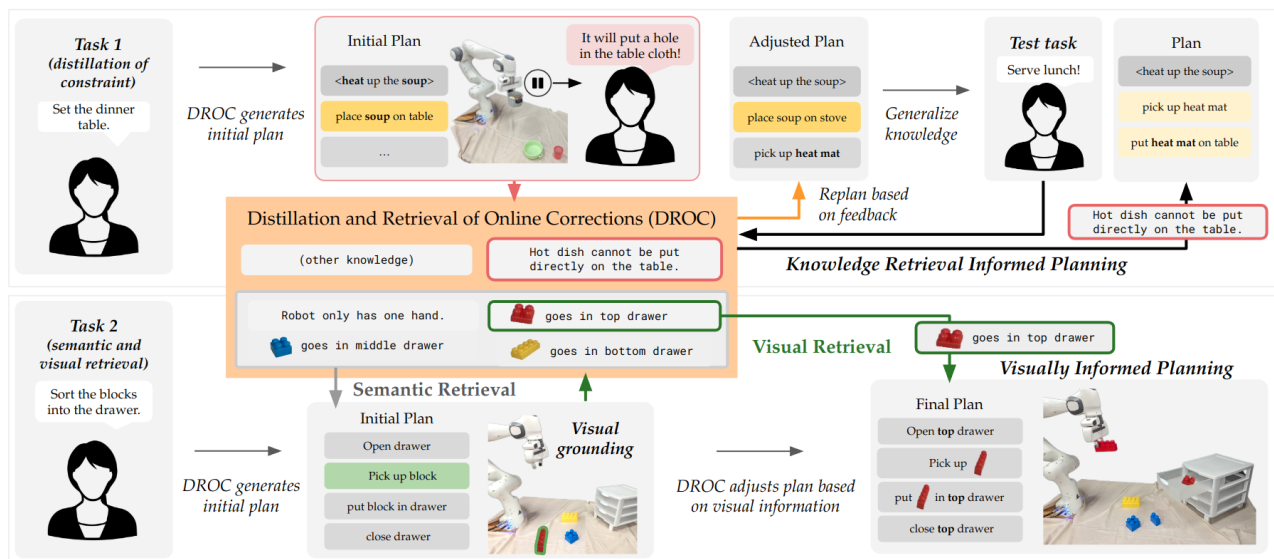 Task 1
(distillation of
constraint)
Set the dinner
table.
DROC generates
initial plan
Initial Plan
<heat up the soup>
place soup on table
...
It will put a hole
in the table cloth!
Adjusted Plan
<heat up the soup>
place soup on stove
pick up heat mat
Generalize
knowledge
Test task
Serve lunch!
Plan
<heat up the soup>
pick up heat mat
put heat mat on table
Replan based
on feedback
Hot dish cannot be put
directly on the table.
Knowledge Retrieval Informed Planning
Distillation and Retrieval of Online Corrections (DROC)
(other knowledge)
Hot dish cannot be put
directly on the table.
Robot only has one hand.
goes in top drawer
goes in middle drawer
goes in bottom drawer
Task 2
(semantic and
visual retrieval)
Sort the blocks
into the drawer.
DROC generates
initial plan
Semantic Retrieval
Initial Plan
Open drawer
Pick up block
put block in drawer
close drawer
Visual
grounding
Visual Retrieval
goes in top drawer
Visually Informed Planning
DROC adjusts plan based
on visual information
Final Plan
Open top drawer
Pick up
put in top drawer
close top drawer